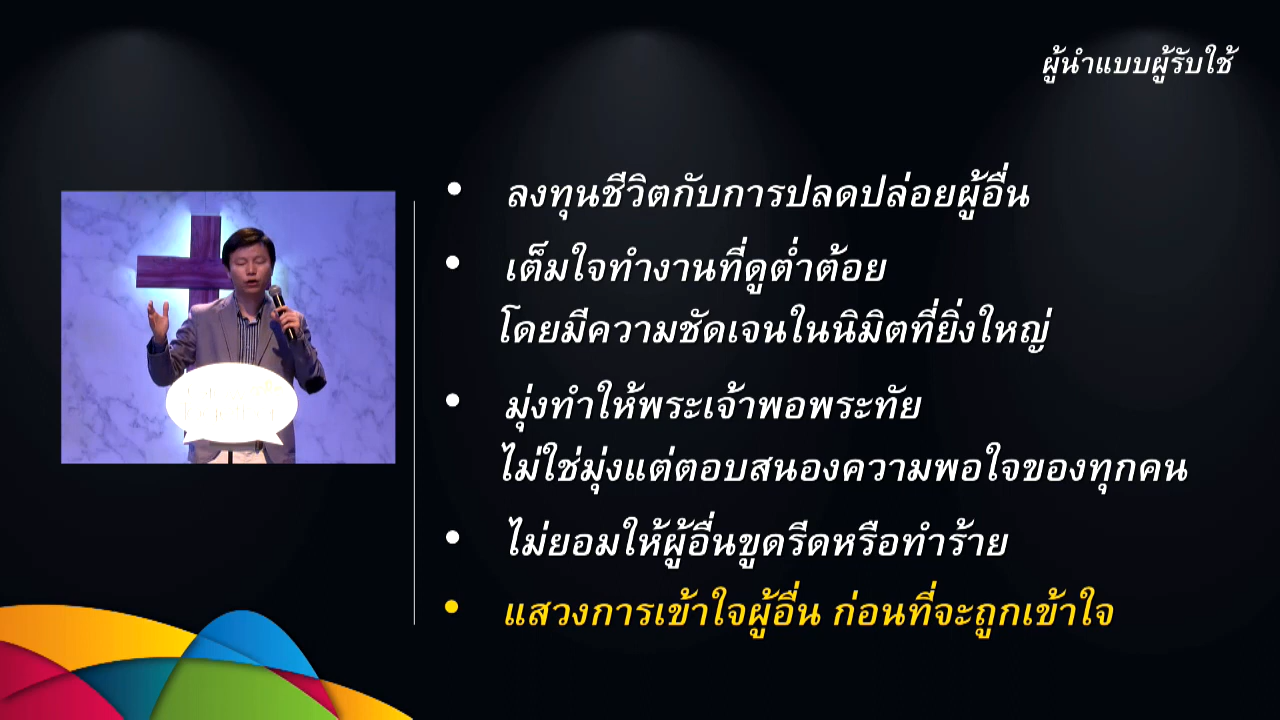 ผู้นำแบบผู้รับใช้
• ลงทุนชีวิตกับการปลดปล่อยผู้อื่น
• เต็มใจทำงานที่ดูต่ำต้อย
โดยมีความชัดเจนในนิมิตที่ยิ่งใหญ่
• มุ่งทำให้พระเจ้าพอพระทัย
ไม่ใช่มุ่งแต่ตอบสนองความพอใจของทุกคน
• ไม่ยอมให้ผู้อื่นขูดรีดหรือทำร้าย
• แสวงการเข้าใจผู้อื่น ก่อนที่จะถูกเข้าใจ